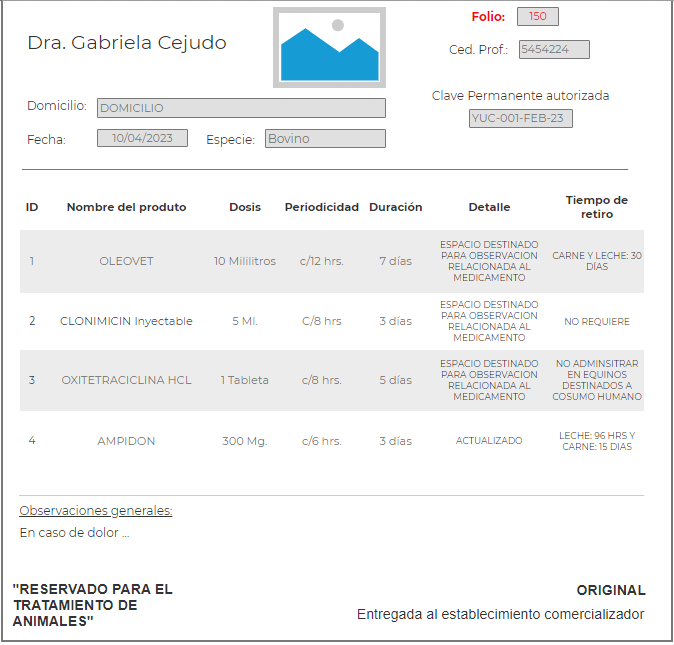 Folio: 150
Dra. Gabriela Cejudo
Ced. Prof.: 5454224
Clave Permanente autorizada
Domicilio: DOMICILIO
YUC-001-FEB-23
Fecha: 10/04/2023 Especie: Bovino
ID Nombre del produto Dosis Periodicidad Duración Detalle Tiempo de retiro
1 OLEOVET 10 Mililitros c/12 hrs. 7 días ESPACIO DESTINADO PARA OBSERVACION RELACIONADA AL MEDICAMENTO CARNE Y LECHE: 30 DÍAS
2 CLONIMICIN Inyectable 5 Ml. C/8 hrs 3 días ESPACIO DESTINADO PARA OBSERVACION RELACIONADA AL MEDICAMENTO NO REQUIERE
3 OXITETRACICLINA HCL 1 Tableta c/8 hrs. 5 días ESPACIO DESTINADO PARA OBSERVACION RELACIONADA AL MEDICAMENTO NO ADMINSITRAR EN EQUINOS DESTINADOS A COSUMO HUMANO
4 AMPIDON 300 Mg. c/6 hrs. 3 días ACTUALIZADO LECHE: 96 HRS Y CARNE: 15 DIAS
Observaciones generales:
En caso de dolor ...
"RESERVADO PARA EL
TRATAMIENTO DE
ANIMALES"
ORIGINAL
Entregada al establecimiento comercializador